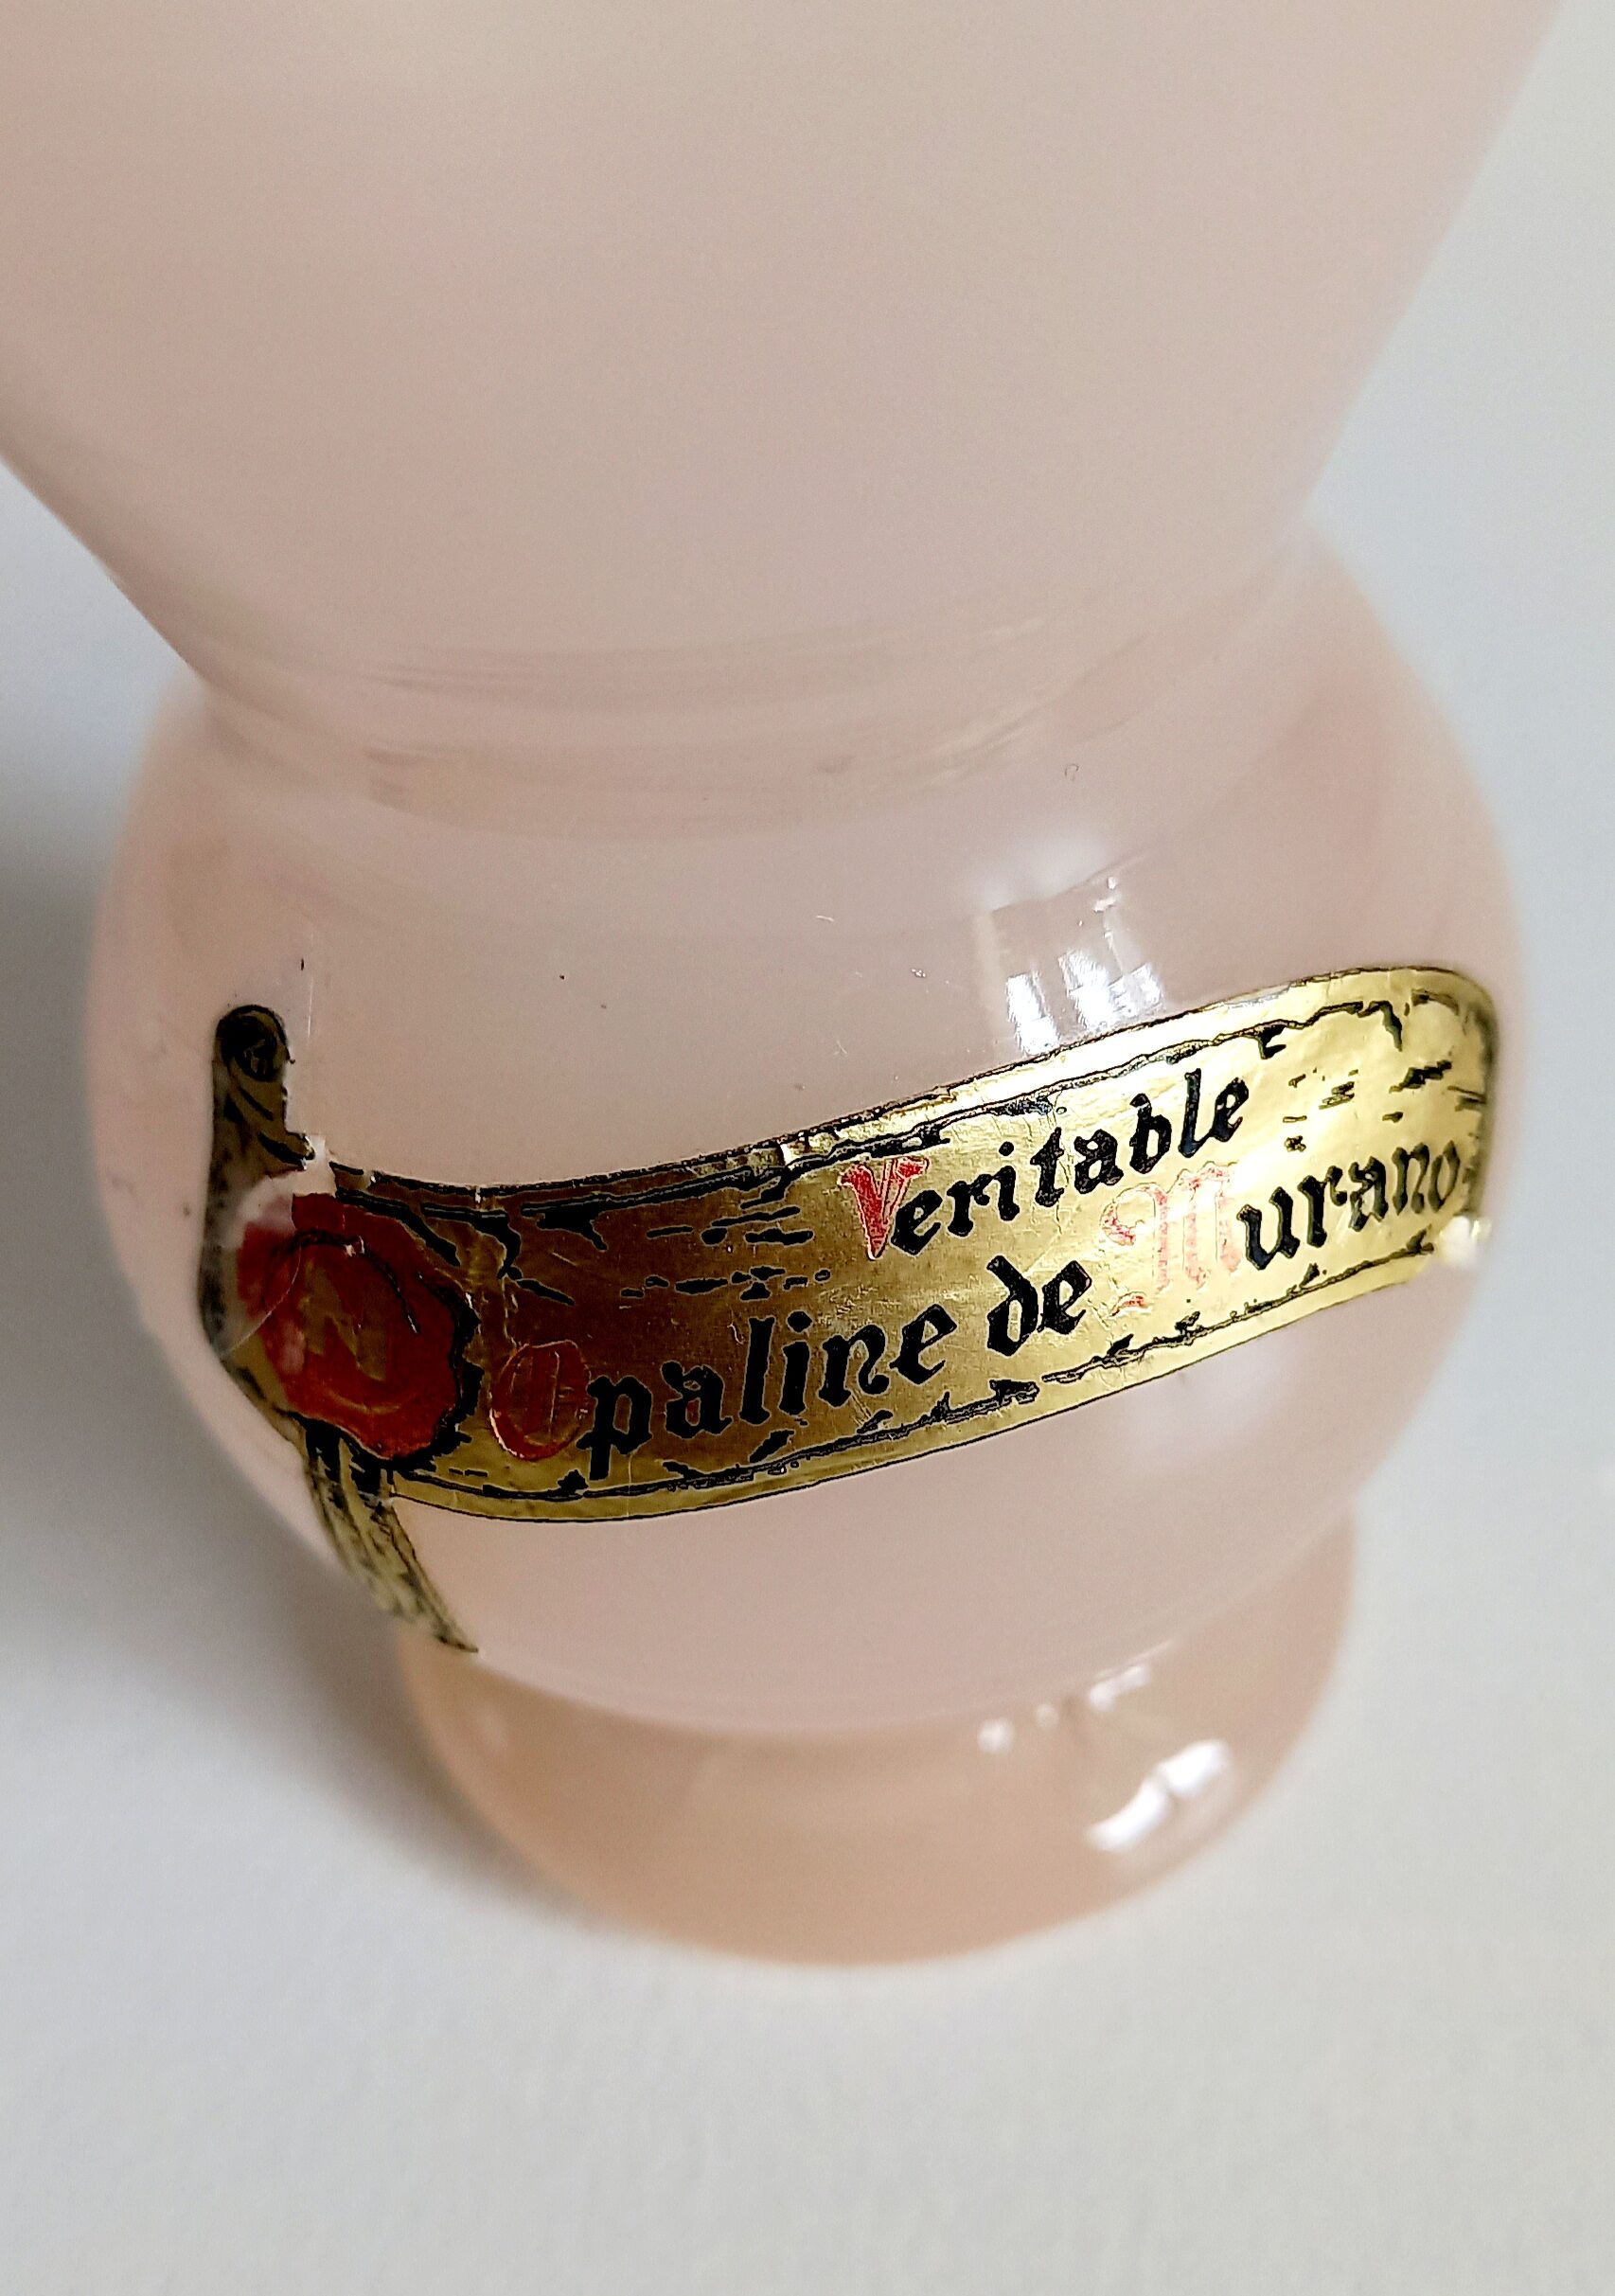 Veritable
Opaline de Murano